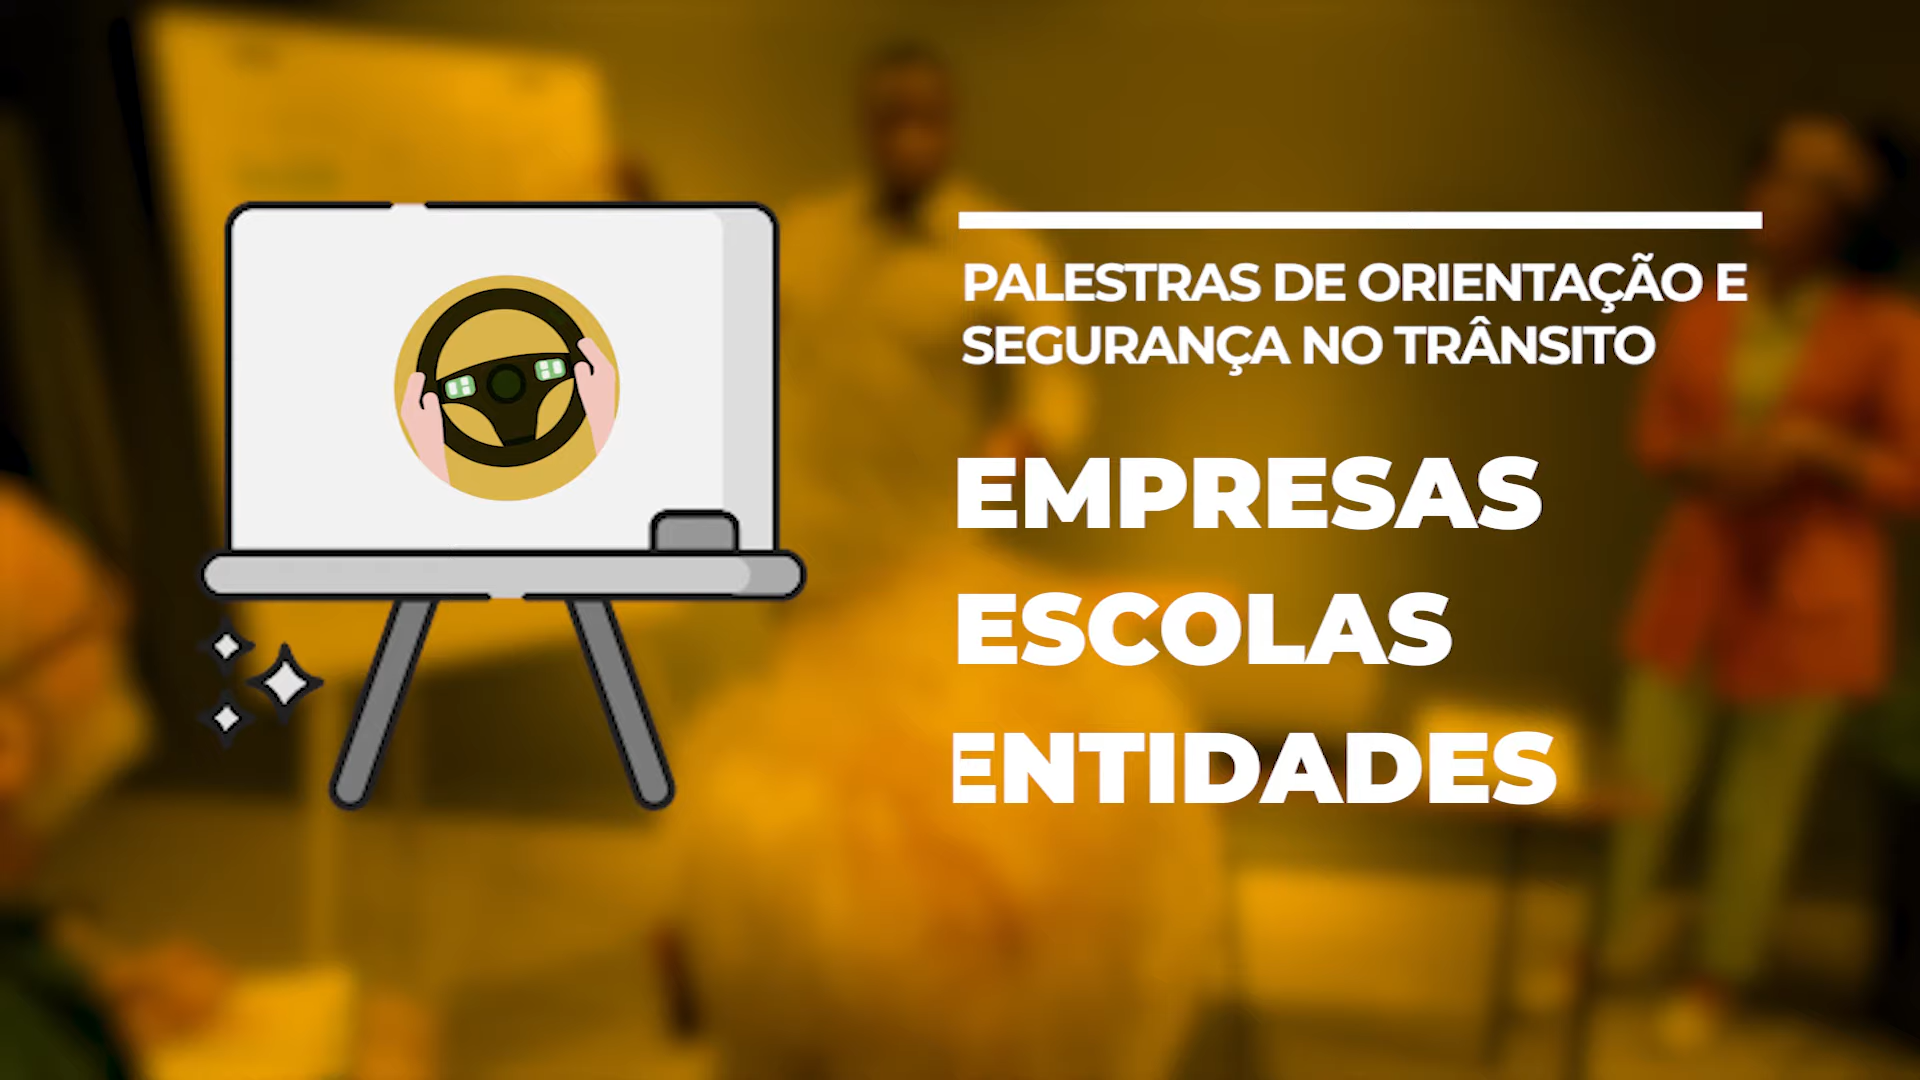 PALESTRAS DE ORIENTAÇÃO E
SEGURANÇA NO TRÂNSITO
EMPRESAS
ESCOLAS
ENTIDADES